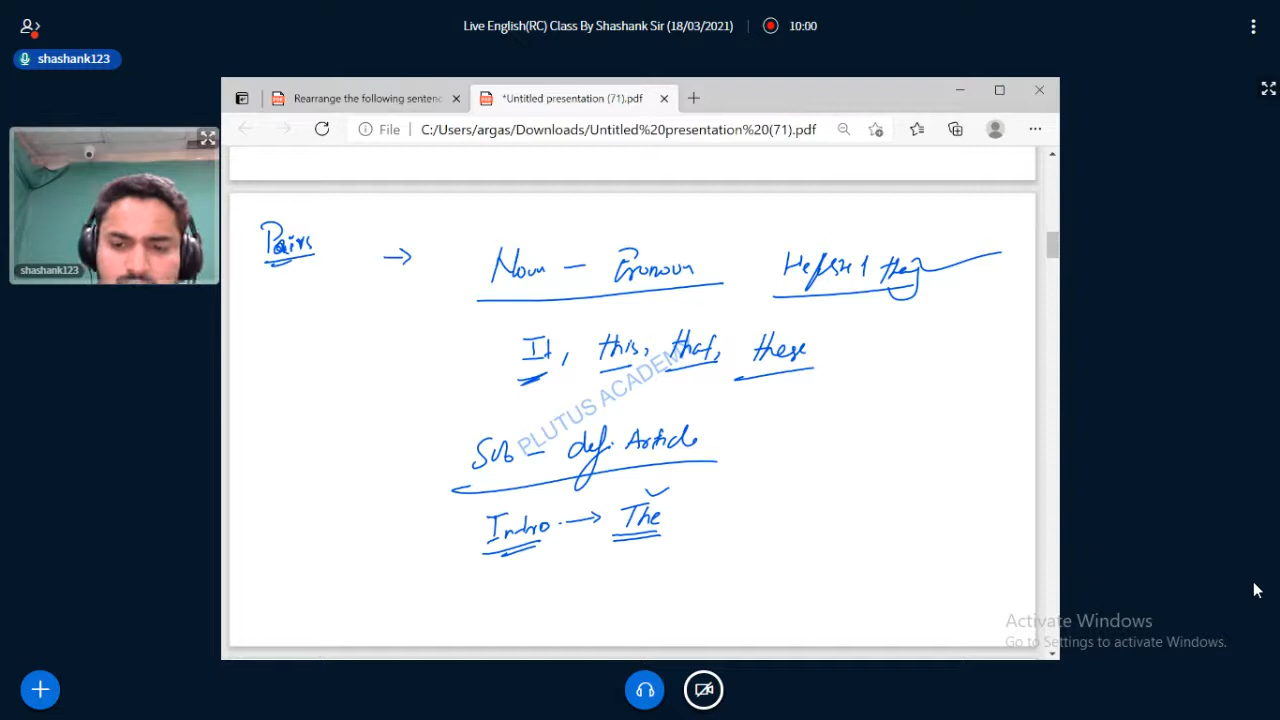 Live English(RC) Class By Shashank Sir (18/03/2021) 10:00
shashank123
Rearrange the following sentenc
*Untitled presentation (71).pdf
File C:/Users/argas/Downloads/Untitled%20presentation%20(71).pdf
Pairs → Noun - Pronoun He/she/they
It, this, that, these
PLUTUS ACADEM
Sub - def. Article
Intro → The
shashank123
Activate Windows
Go to Settings to activate Windows.